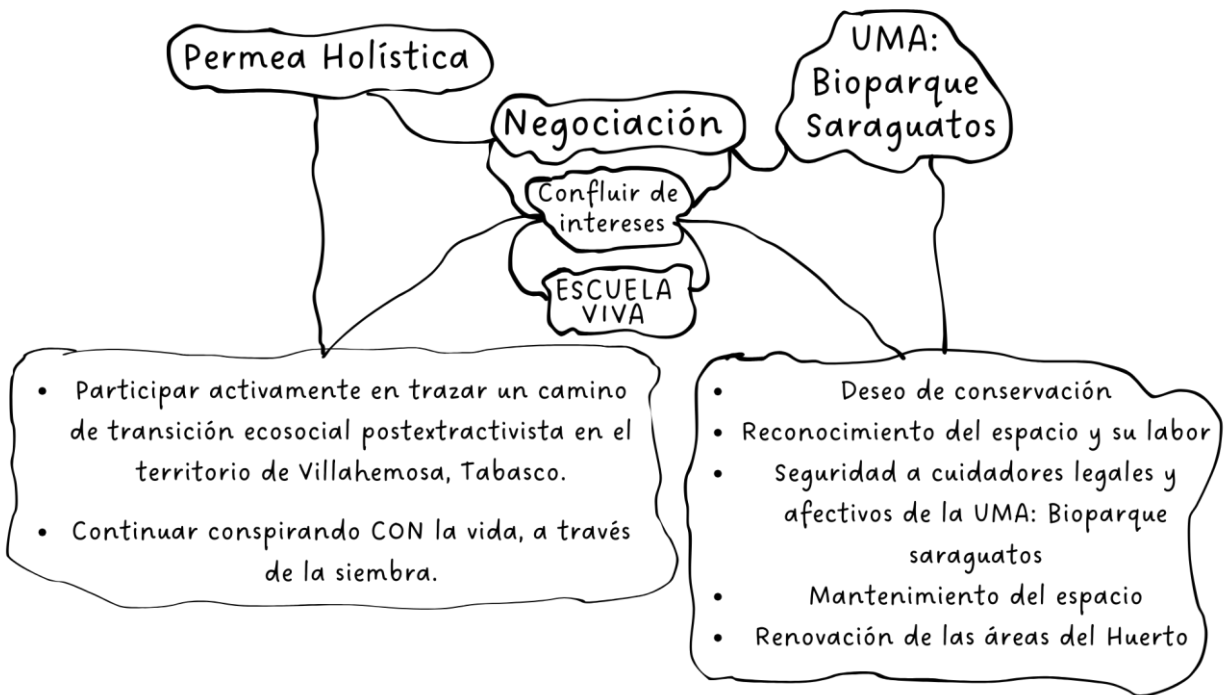 Permea Holística
UMA:
Bioparque
Saraguatos
Negociación
Confluir de
intereses
ESCUELA
VIVA
• Participar activamente en trazar un camino
de transición ecosocial postextractivista en el
territorio de Villahemosa, Tabasco.
• Continuar conspirando CON la vida, a través
de la siembra.
• Deseo de conservación
• Reconocimiento del espacio y su labor
• Seguridad a cuidadores legales y
afectivos de la UMA: Bioparque
saraguatos
• Mantenimiento del espacio
• Renovación de las áreas del Huerto